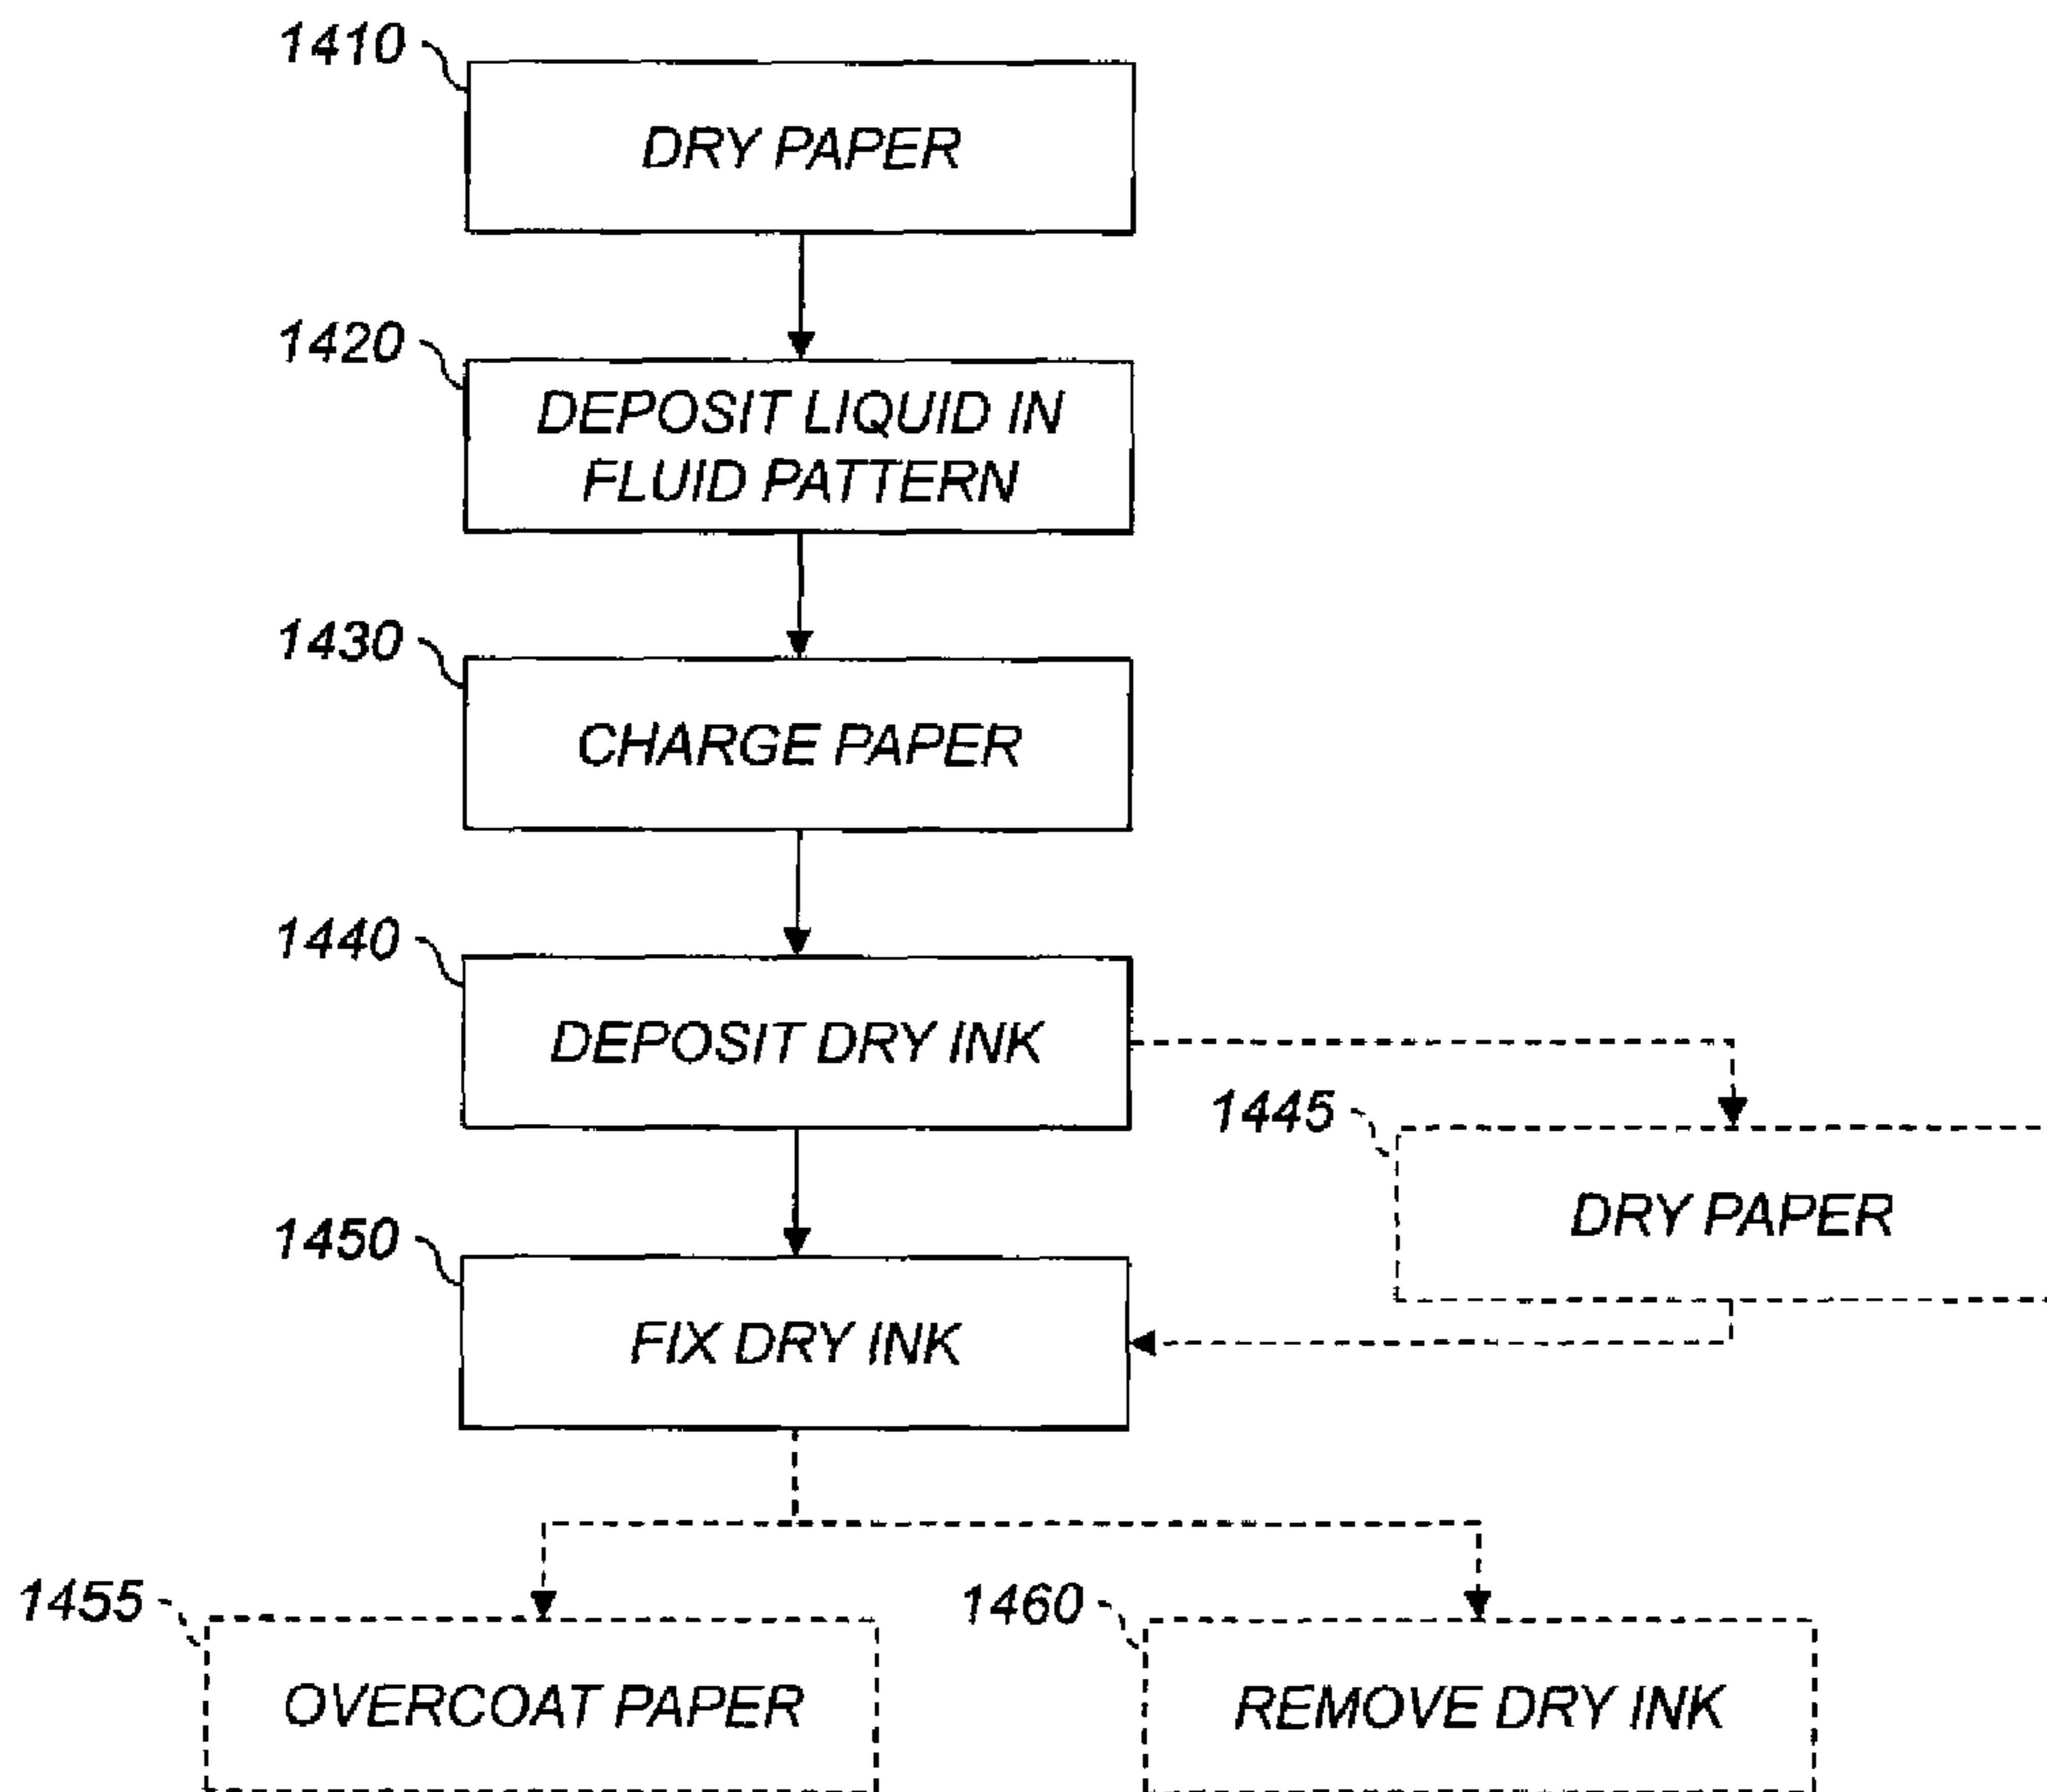 1410
DRY PAPER
1420
DEPOSIT LIQUID IN
FLUID PATTERN
1430
CHARGE PAPER
1440
DEPOSIT DRY INK
1445
DRY PAPER
1450
FIX DRY INK
1455
OVERCOAT PAPER
1460
REMOVE DRY INK